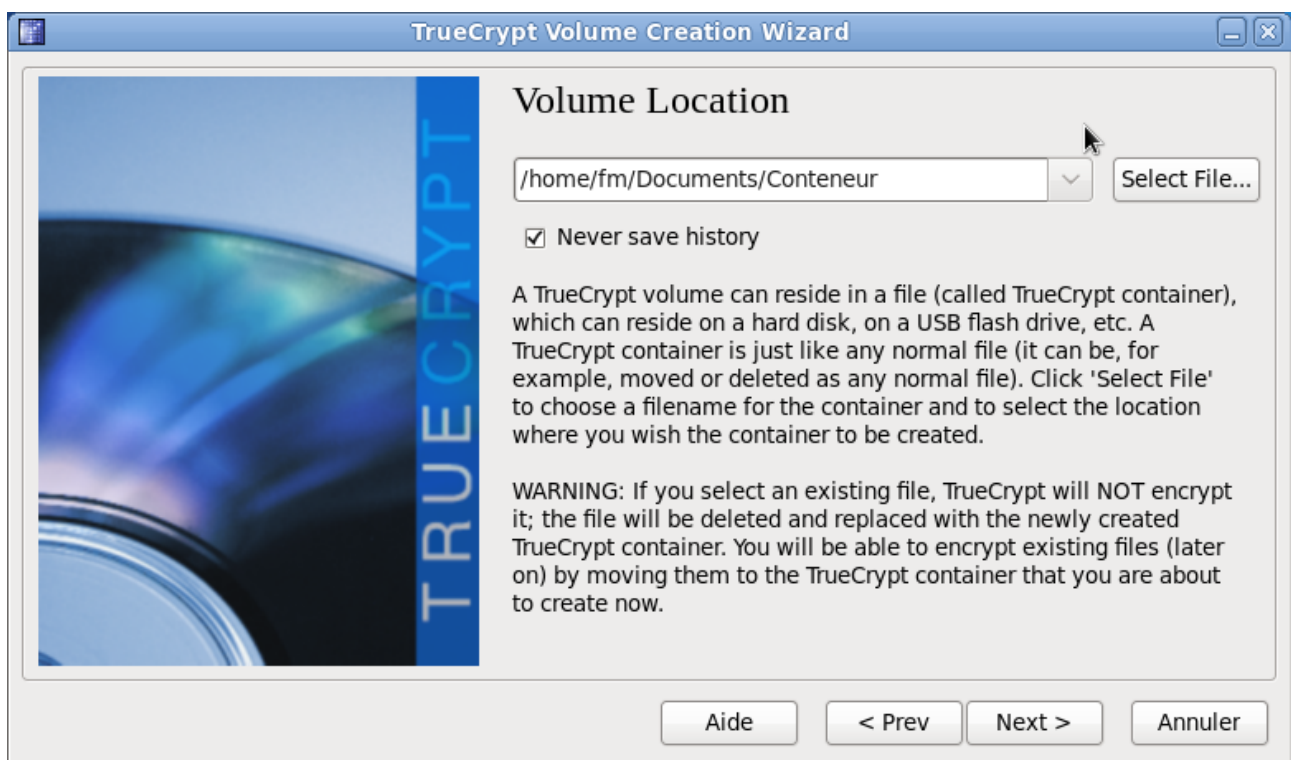 TrueCrypt Volume Creation Wizard
TRUECRYPT
Volume Location
/home/fm/Documents/Conteneur
Select File...
Never save history
A TrueCrypt volume can reside in a file (called TrueCrypt container),
which can reside on a hard disk, on a USB flash drive, etc. A
TrueCrypt container is just like any normal file (it can be, for
example, moved or deleted as any normal file). Click 'Select File'
to choose a filename for the container and to select the location
where you wish the container to be created.
WARNING: If you select an existing file, TrueCrypt will NOT encrypt
it; the file will be deleted and replaced with the newly created
TrueCrypt container. You will be able to encrypt existing files (later
on) by moving them to the TrueCrypt container that you are about
to create now.
Aide
< Prev
Next >
Annuler